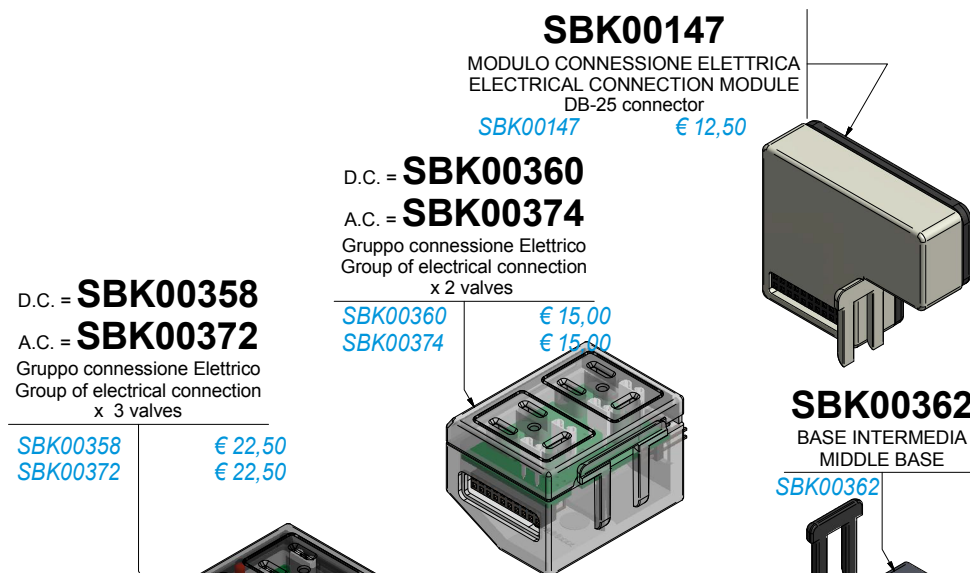 SBK00147
MODULO CONNESSIONE ELETTRICA
ELECTRICAL CONNECTION MODULE
DB-25 connector
SBK00147 € 12,50
D.C. = SBK00360
A.C. = SBK00374
Gruppo connessione Elettrico
Group of electrical connection
x 2 valves
SBK00360 € 15,00
SBK00374 € 15,00
D.C. = SBK00358
A.C. = SBK00372
Gruppo connessione Elettrico
Group of electrical connection
x 3 valves
SBK00358 € 22,50
SBK00372 € 22,50
SBK00362
BASE INTERMEDIA
MIDDLE BASE
SBK00362